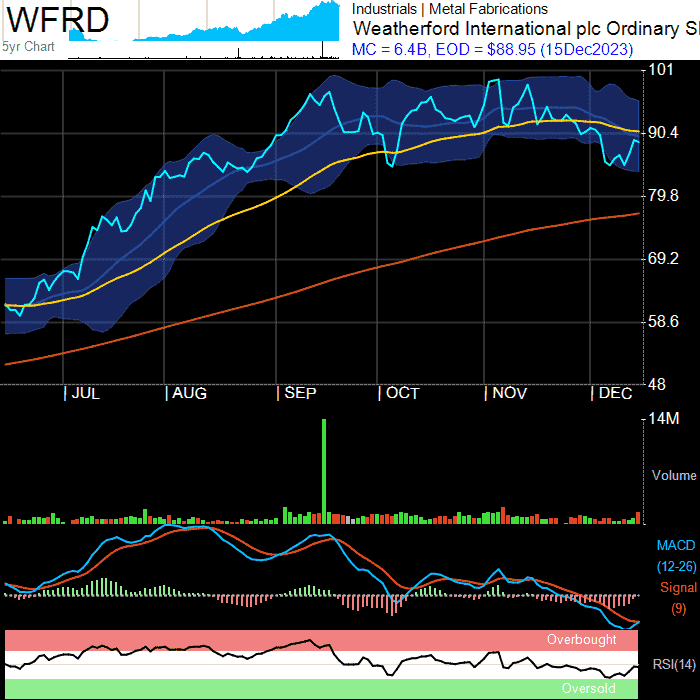 WFRD
5yr Chart
Industrials | Metal Fabrications
Weatherford International plc Ordinary S
MC = 6.4B, EOD = $88.95 (15Dec2023)
101
90.4
79.8
69.2
58.6
48
| JUL | AUG | SEP | OCT | NOV | DEC
14M
Volume
MACD
(12-26)
Signal
(9)
Overbought
RSI(14)
Oversold